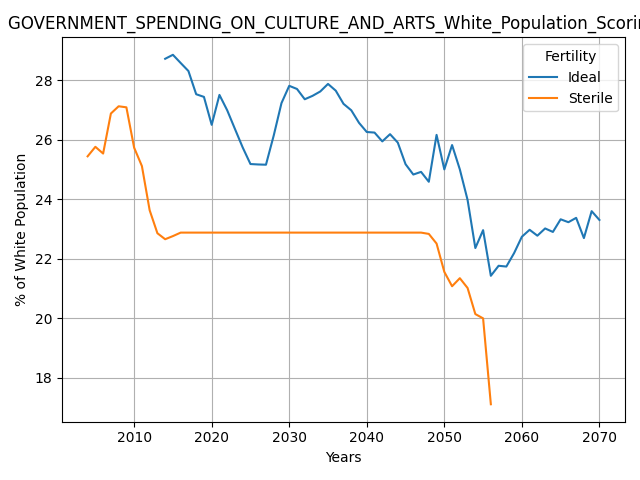 GOVERNMENT_SPENDING_ON_CULTURE_AND_ARTS_White_Population_Scori
Fertility
Ideal
Sterile
% of White Population
28
26
24
22
20
18
2010 2020 2030 2040 2050 2060 2070
Years